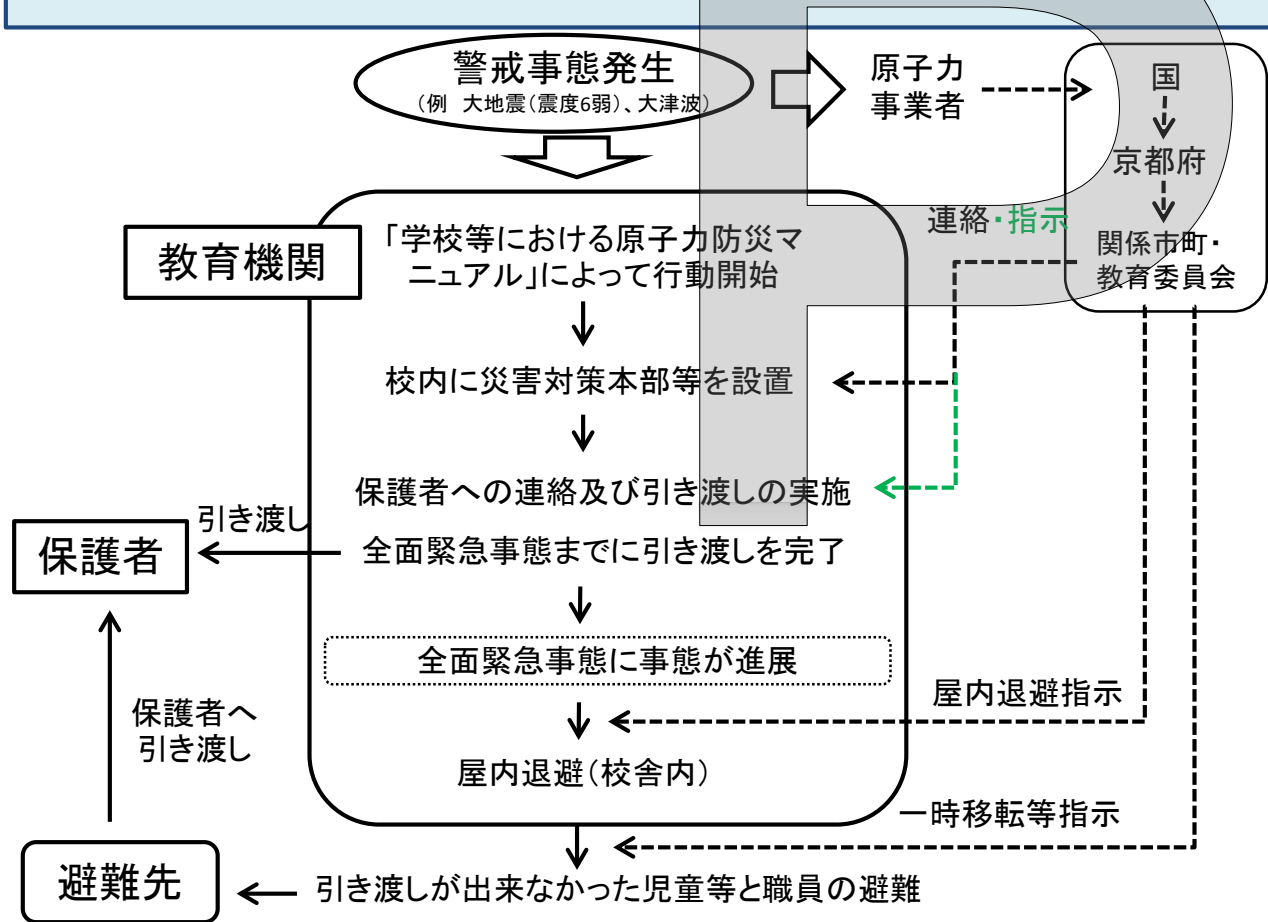 警戒事態発生
(例 大地震(震度6弱)、大津波)
原子力
事業者
国
京都府
関係市町・
教育委員会
連絡・指示
教育機関
「学校等における原子力防災マ
ニュアル」によって行動開始
校内に災害対策本部等を設置
保護者への連絡及び引き渡しの実施
引き渡し
保護者
全面緊急事態までに引き渡しを完了
全面緊急事態に事態が進展
屋内退避指示
保護者へ
引き渡し
屋内退避(校舎内)
一時移転等指示
避難先
引き渡しが出来なかった児童等と職員の避難